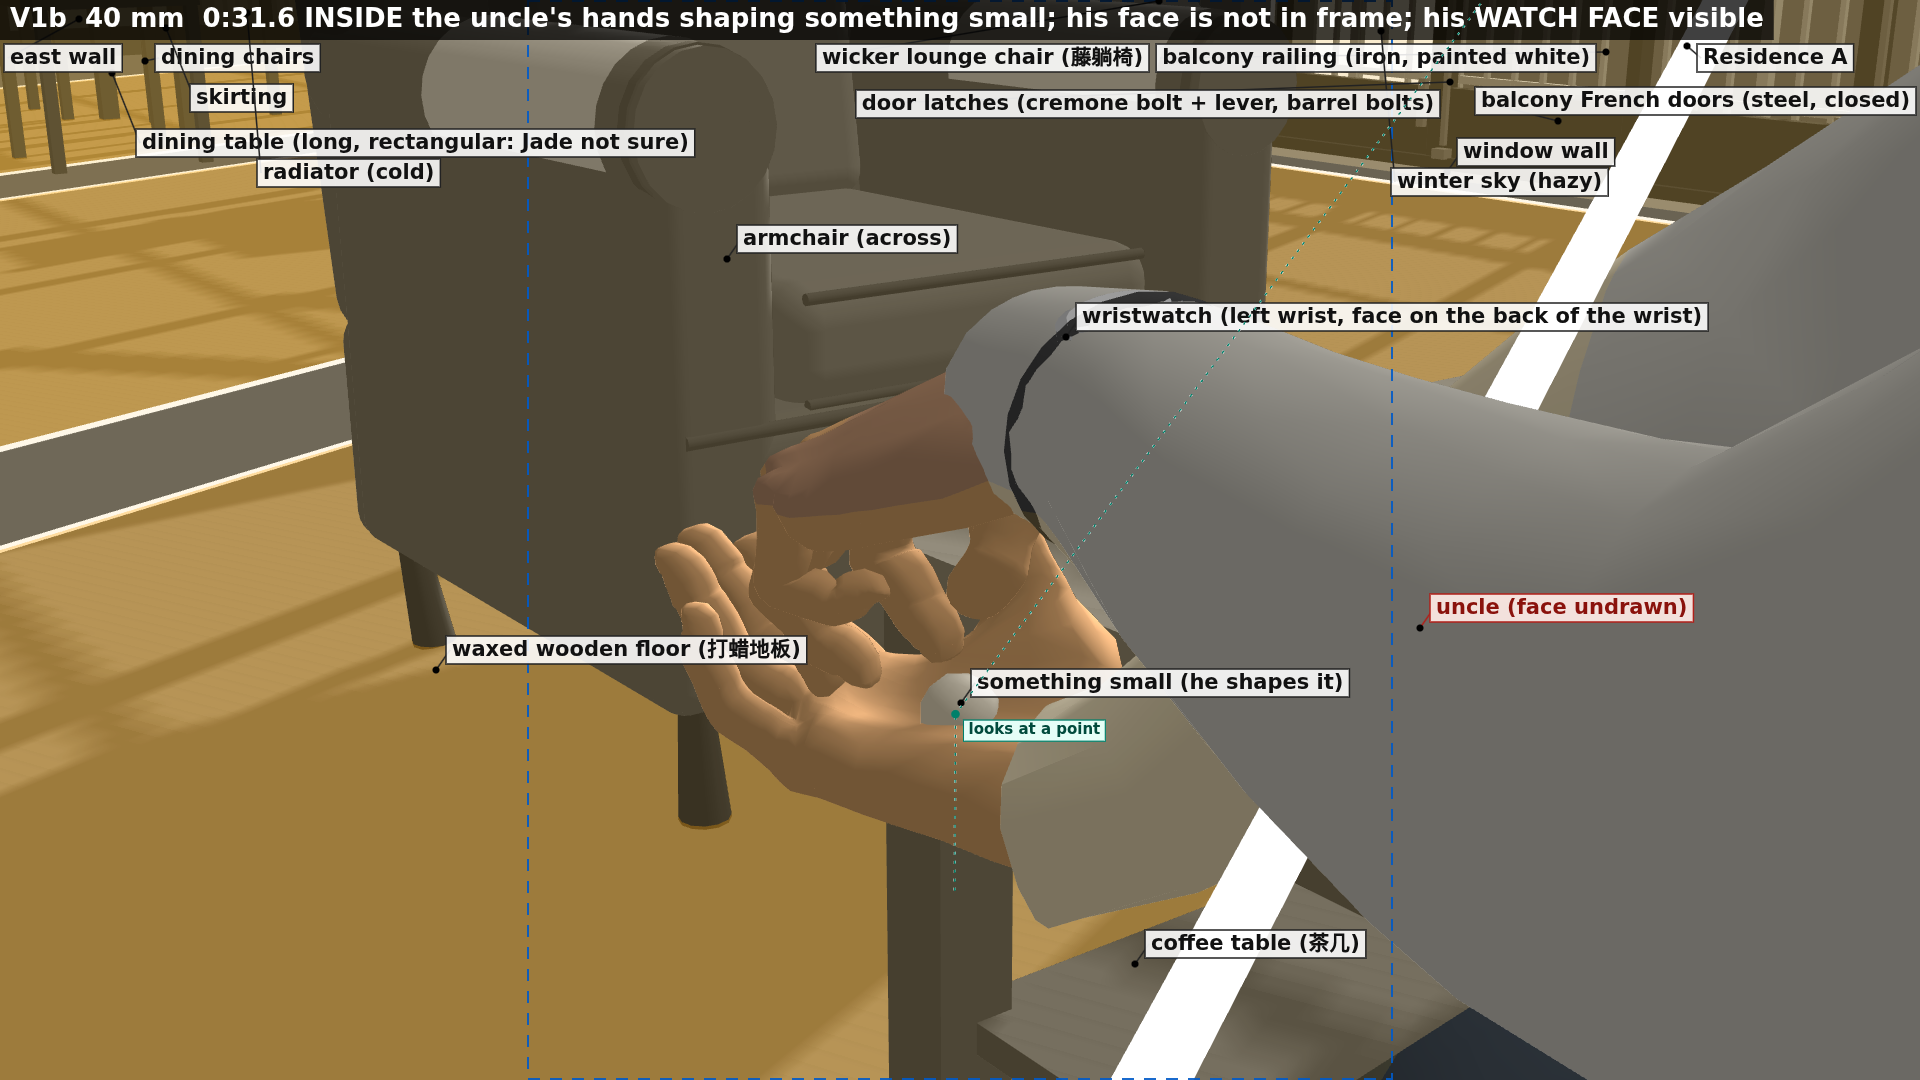 V1b 40 mm 0:31.6 INSIDE the uncle's hands shaping something small; his face is not in frame; his WATCH FACE visible
east wall
dining chairs
wicker lounge chair (藤躺椅)
balcony railing (iron, painted white)
Residence A
skirting
door latches (cremone bolt + lever, barrel bolts)
balcony French doors (steel, closed)
dining table (long, rectangular: Jade not sure)
window wall
radiator (cold)
winter sky (hazy)
armchair (across)
wristwatch (left wrist, face on the back of the wrist)
uncle (face undrawn)
waxed wooden floor (打蜡地板)
something small (he shapes it)
looks at a point
coffee table (茶几)